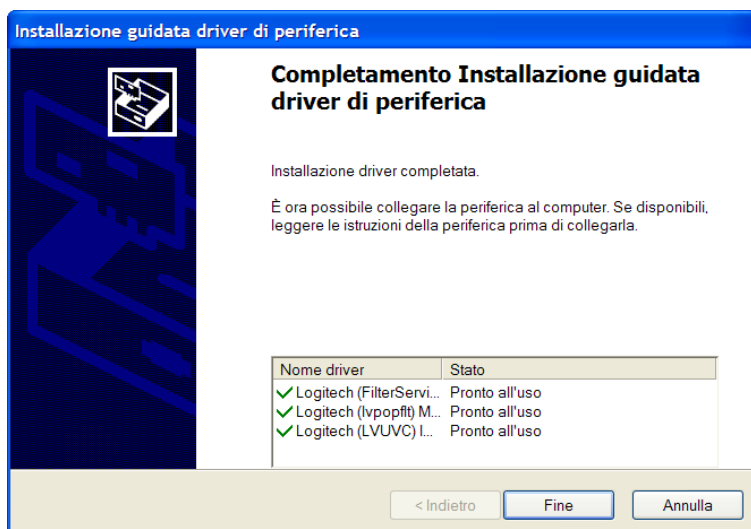 Installazione guidata driver di periferica
Completamento Installazione guidata
driver di periferica
Installazione driver completata.
È ora possibile collegare la periferica al computer. Se disponibili,
leggere le istruzioni della periferica prima di collegarla.
Nome driver Stato
Logitech (FilterServi... Pronto all'uso
Logitech (lvpopflt) M... Pronto all'uso
Logitech (LVUVC) I... Pronto all'uso
< Indietro Fine Annulla